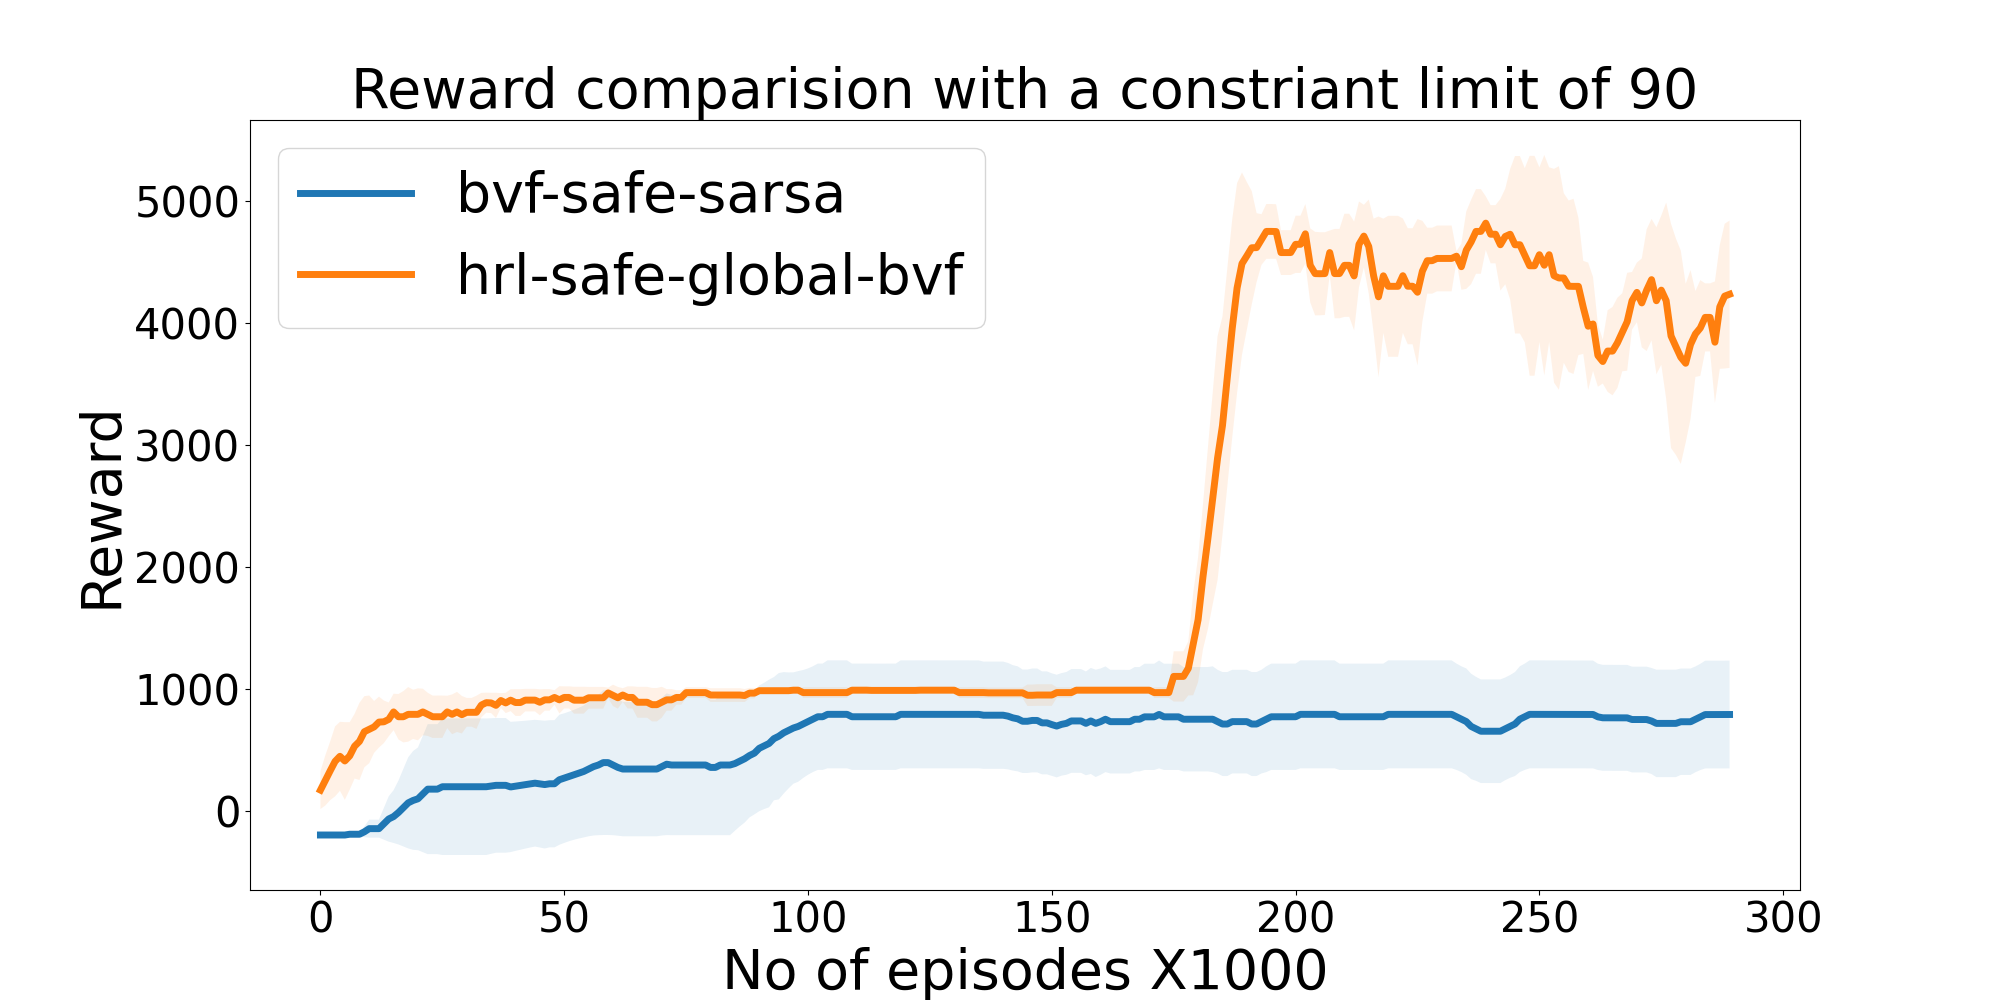 Reward comparision with a constriant limit of 90
bvf-safe-sarsa
hrl-safe-global-bvf
Reward
5000
4000
3000
2000
1000
0
0 50 100 150 200 250 300
No of episodes X1000